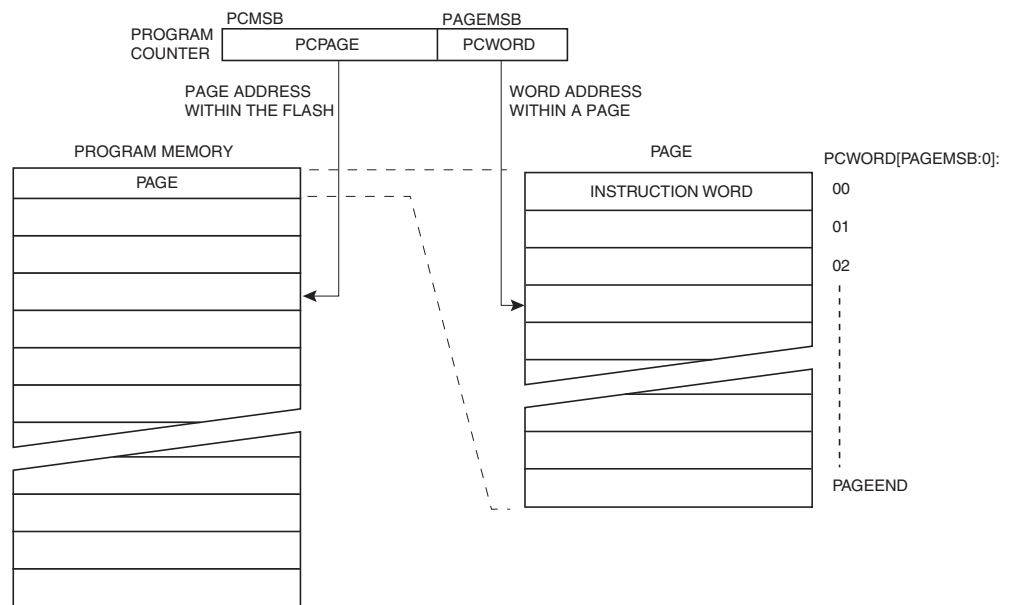 PCMSB
PAGEMSB
PROGRAM
COUNTER
PCPAGE
PCWORD
PAGE ADDRESS
WITHIN THE FLASH
WORD ADDRESS
WITHIN A PAGE
PROGRAM MEMORY
PAGE
PAGE
PCWORD[PAGEMSB:0]:
INSTRUCTION WORD
00
01
02
PAGEEND